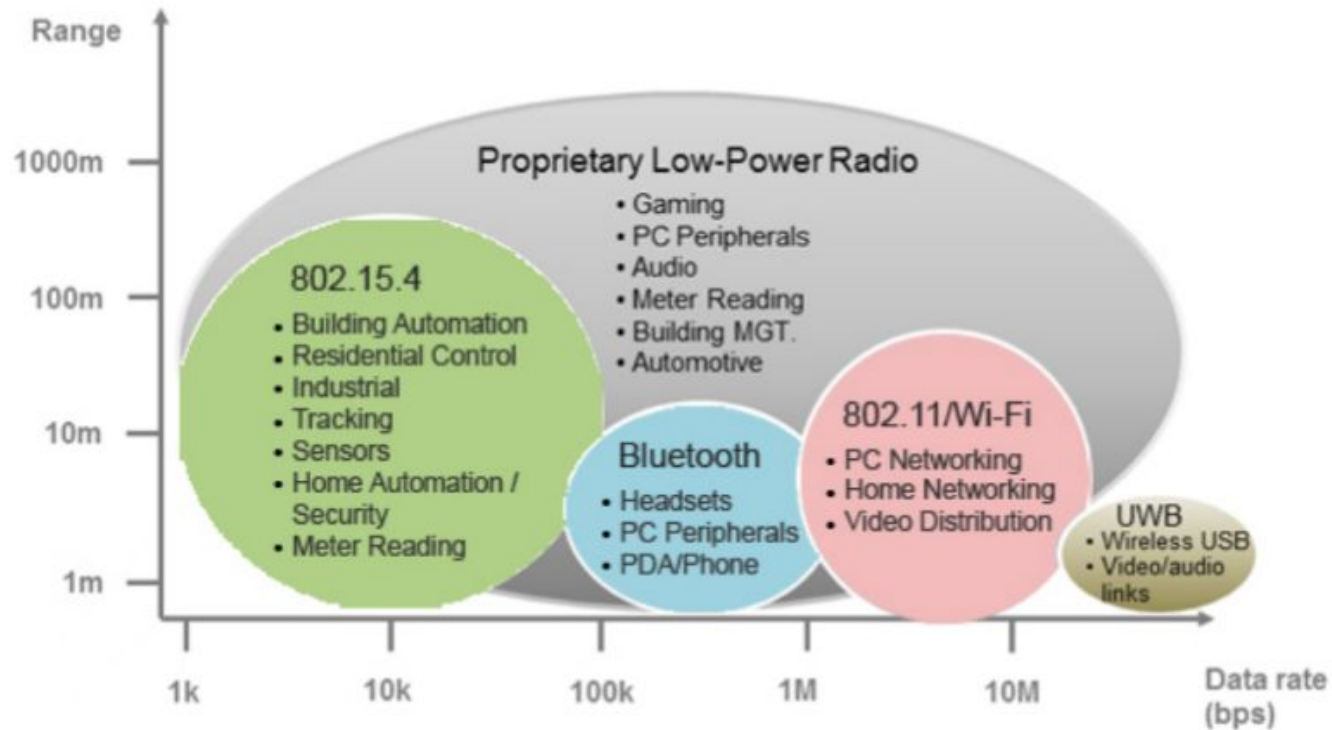 Range
1000m
100m
10m
1m
Proprietary Low-Power Radio
• Gaming
• PC Peripherals
• Audio
• Meter Reading
• Building MGT.
• Automotive
802.15.4
• Building Automation
• Residential Control
• Industrial
• Tracking
• Sensors
• Home Automation /
Security
• Meter Reading
Bluetooth
• Headsets
• PC Peripherals
• PDA/Phone
802.11/Wi-Fi
• PC Networking
• Home Networking
• Video Distribution
UWB
• Wireless USB
• Video/audio
links
1k
10k
100k
1M
10M
Data rate
(bps)